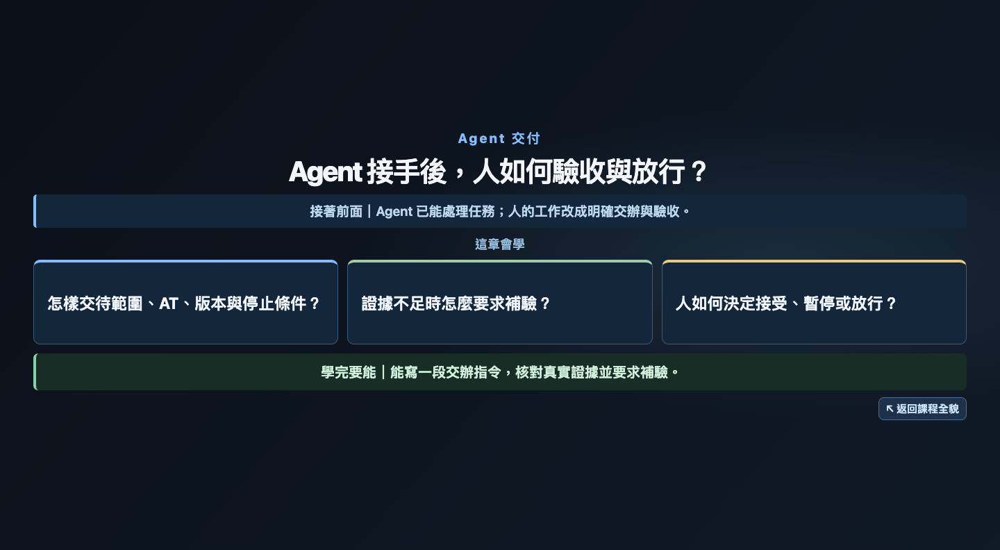 Agent 交付
Agent 接手後，人如何驗收與放行？
接著前面｜Agent 已能處理任務；人的工作改成明確交辦與驗收。
這章會學
怎樣交待範圍、AT、版本與停止條件？
證據不足時怎麼要求補驗？
人如何決定接受、暫停或放行？
學完要能｜能寫一段交辦指令，核對真實證據並要求補驗。
↖ 返回課程全貌